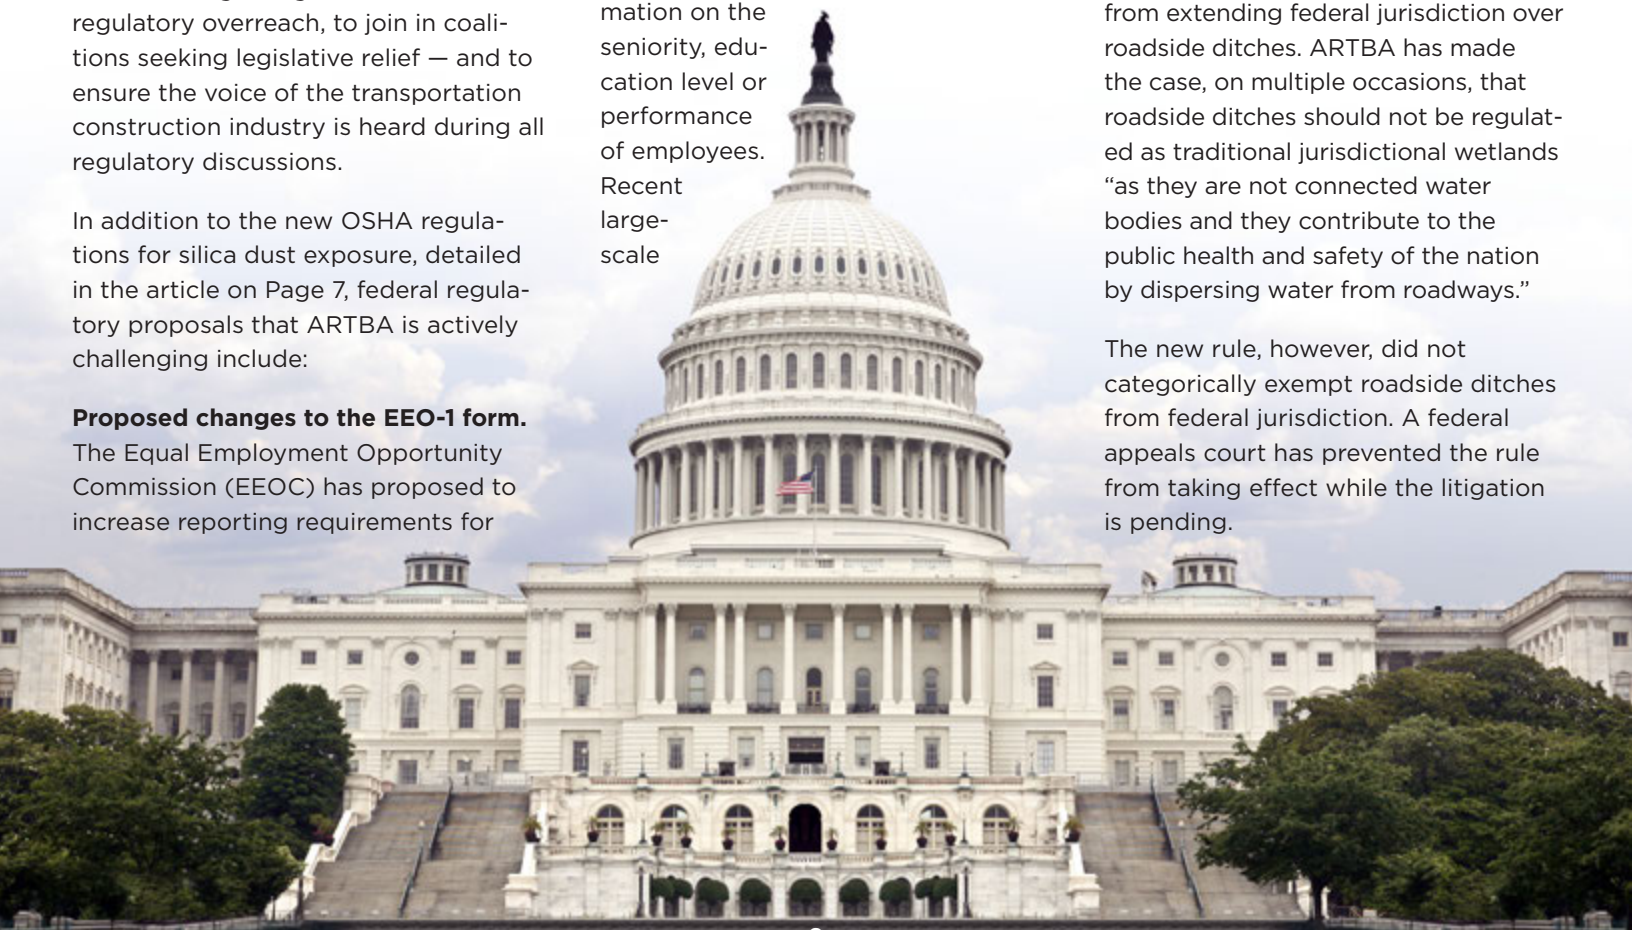 regulatory overreach, to join in coali-
tions seeking legislative relief — and to
ensure the voice of the transportation
construction industry is heard during all
regulatory discussions.
In addition to the new OSHA regula-
tions for silica dust exposure, detailed
in the article on Page 7, federal regula-
tory proposals that ARTBA is actively
challenging include:
Proposed changes to the EEO-1 form.
The Equal Employment Opportunity
Commission (EEOC) has proposed to
increase reporting requirements for
mation on the
seniority, edu-
cation level or
performance
of employees.
Recent
large-
scale
from extending federal jurisdiction over
roadside ditches. ARTBA has made
the case, on multiple occasions, that
roadside ditches should not be regulat-
ed as traditional jurisdictional wetlands
“as they are not connected water
bodies and they contribute to the
public health and safety of the nation
by dispersing water from roadways.”
The new rule, however, did not
categorically exempt roadside ditches
from federal jurisdiction. A federal
appeals court has prevented the rule
from taking effect while the litigation
is pending.